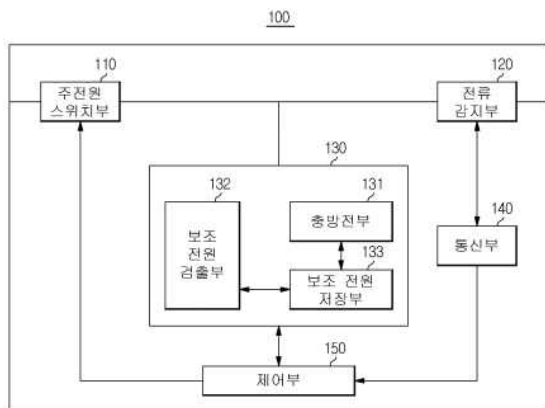 100
110
주전원
스위치부
120
전류
감지부
130
132
보조
전원
검출부
131
충방전부
133
보조 전원
저장부
140
통신부
150
제어부